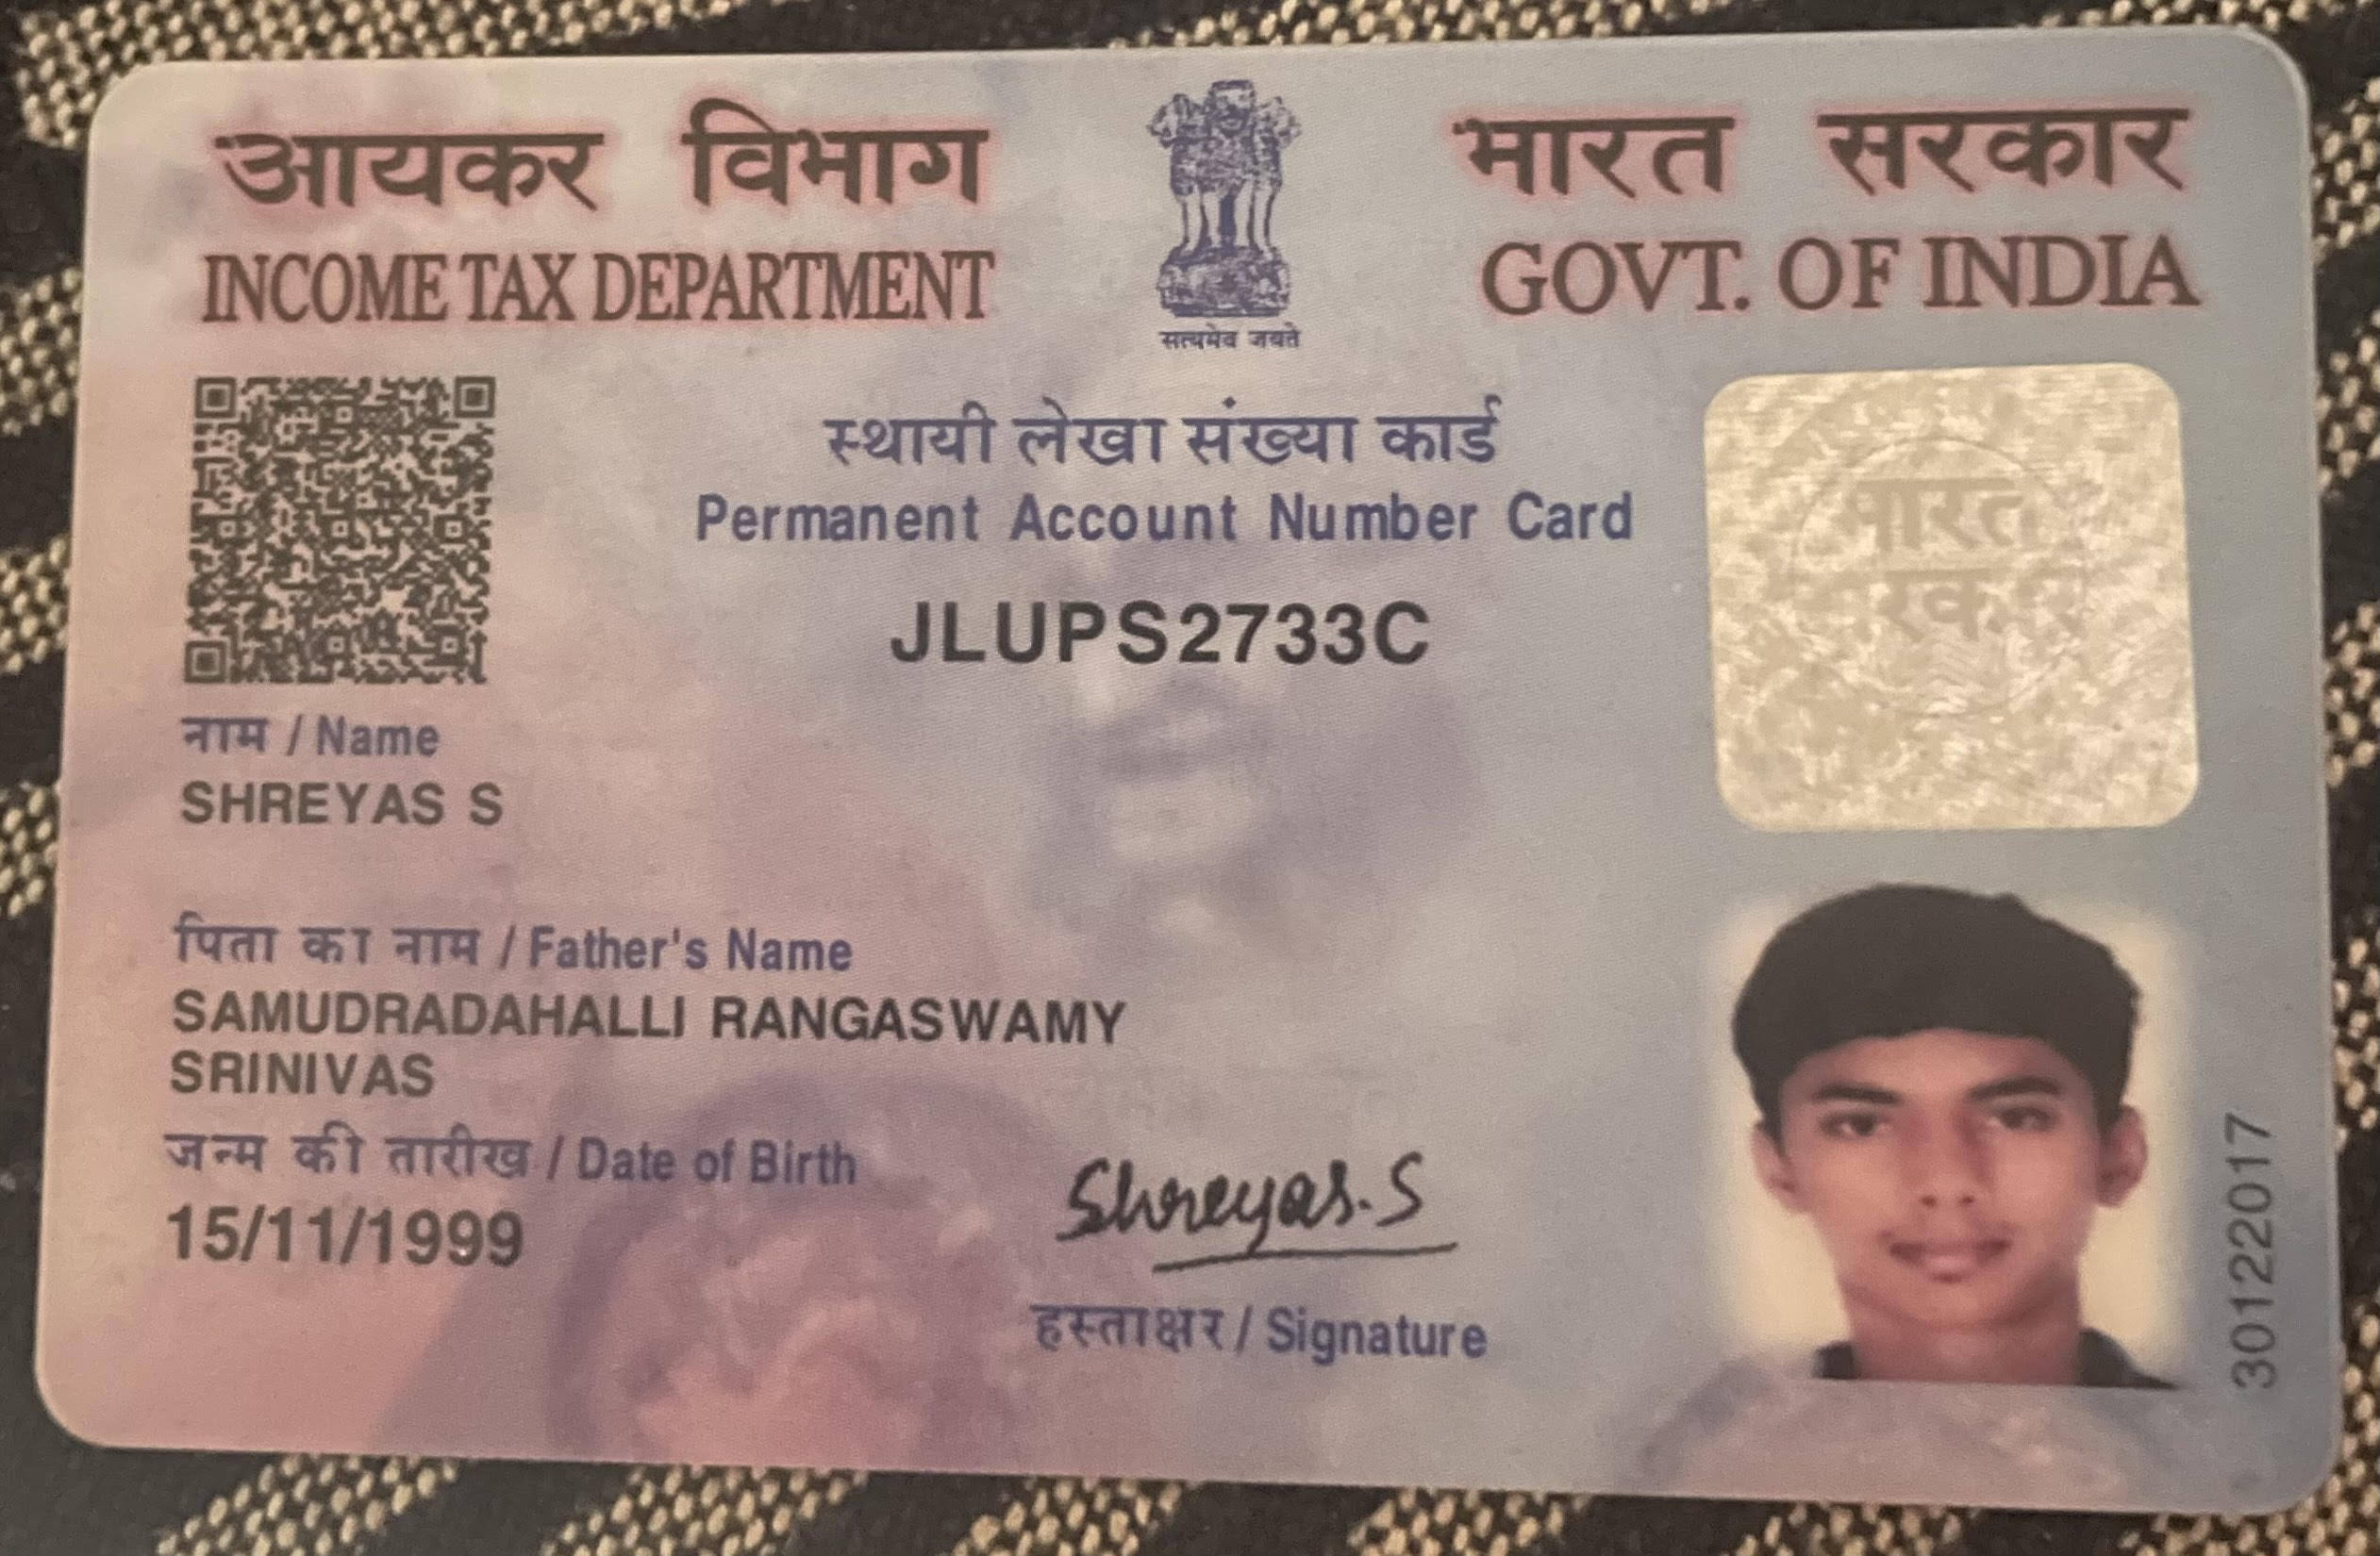 आयकर विभाग
INCOME TAX DEPARTMENT
सत्यमेव जयते
भारत सरकार
GOVT. OF INDIA
स्थायी लेखा संख्या कार्ड
Permanent Account Number Card
JLUPS2733C
नाम / Name
SHREYAS S
पिता का नाम / Father's Name
SAMUDRADAHALLI RANGASWAMY
SRINIVAS
जन्म की तारीख / Date of Birth
15/11/1999
Shreyas.S
हस्ताक्षर / Signature
भारत
30122017